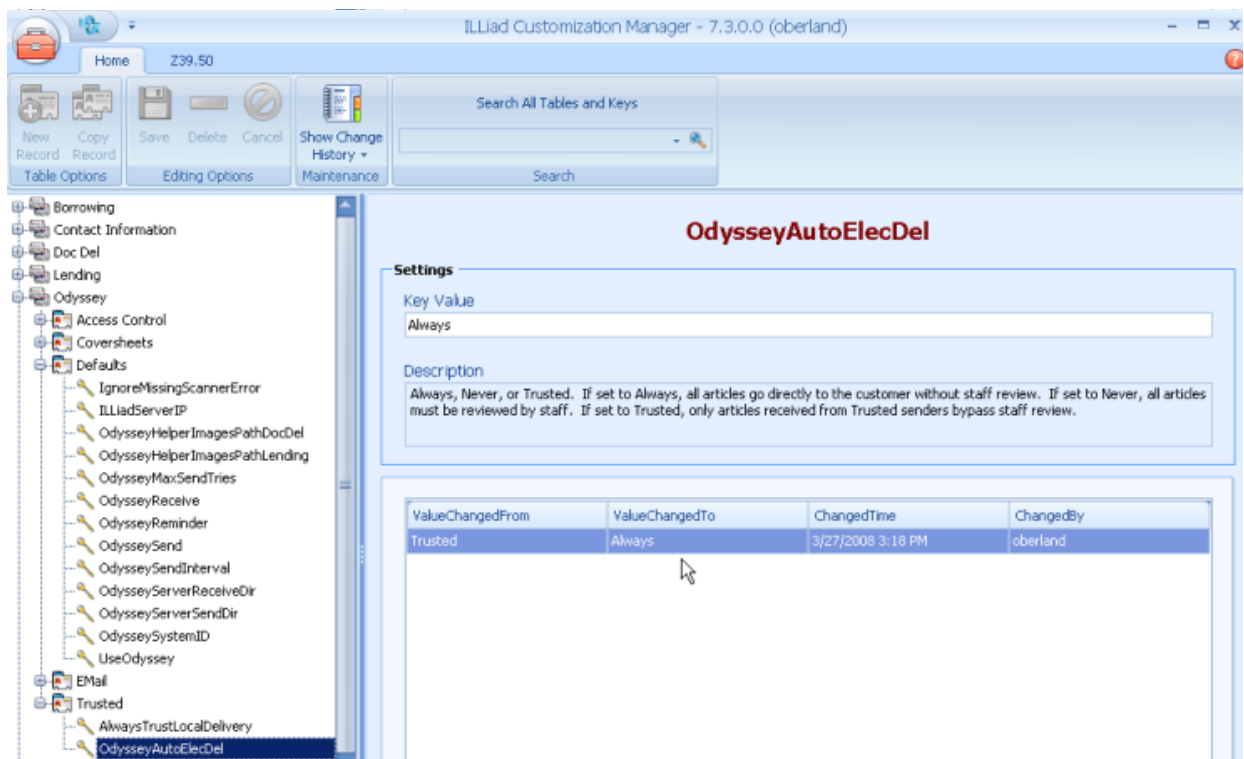 ILLiad Customization Manager - 7.3.0.0 (oberland)
Home Z39.50
New Record
Copy Record
Save
Delete
Cancel
Show Change History
Search All Tables and Keys
Table Options
Editing Options
Maintenance
Search
Borrowing
Contact Information
Doc Del
Lending
Odyssey
Access Control
Coversheets
Defaults
IgnoreMissingScannerError
ILLiadServerIP
OdysseyHelperImagesPathDocDel
OdysseyHelperImagesPathLending
OdysseyMaxSendTries
OdysseyReceive
OdysseyReminder
OdysseySend
OdysseySendInterval
OdysseyServerReceiveDir
OdysseyServerSendDir
OdysseySystemID
UseOdyssey
EMail
Trusted
AlwaysTrustLocalDelivery
OdysseyAutoElecDel
OdysseyAutoElecDel
Settings
Key Value
Always
Description
Always, Never, or Trusted. If set to Always, all articles go directly to the customer without staff review. If set to Never, all articles
must be reviewed by staff. If set to Trusted, only articles received from Trusted senders bypass staff review.
ValueChangedFrom ValueChangedTo ChangedTime ChangedBy
Trusted Always 3/27/2008 3:18 PM oberland